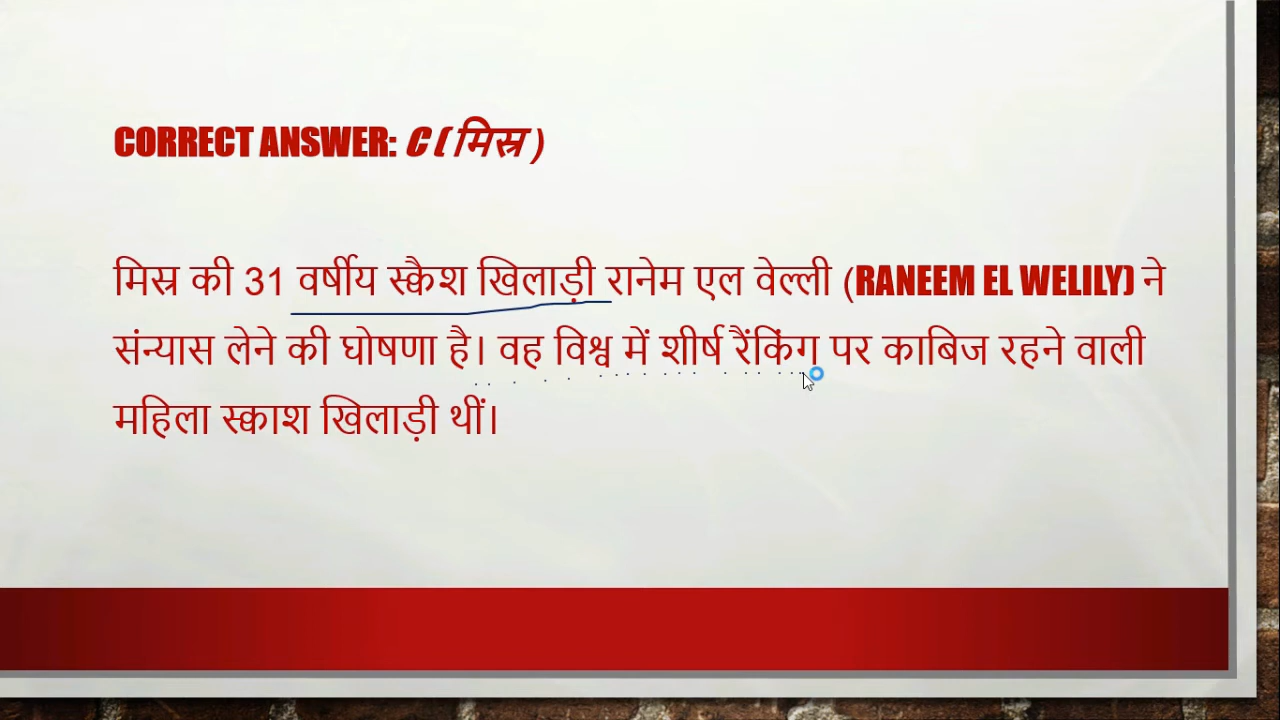 CORRECT ANSWER: C ( मिस्र )
मिस्र की 31 वर्षीय स्कैश खिलाड़ी रानेम एल वेल्ली (RANEEM EL WELILY) ने
संन्यास लेने की घोषणा है। वह विश्व में शीर्ष रैंकिंग पर काबिज रहने वाली
महिला स्काश खिलाड़ी थीं।